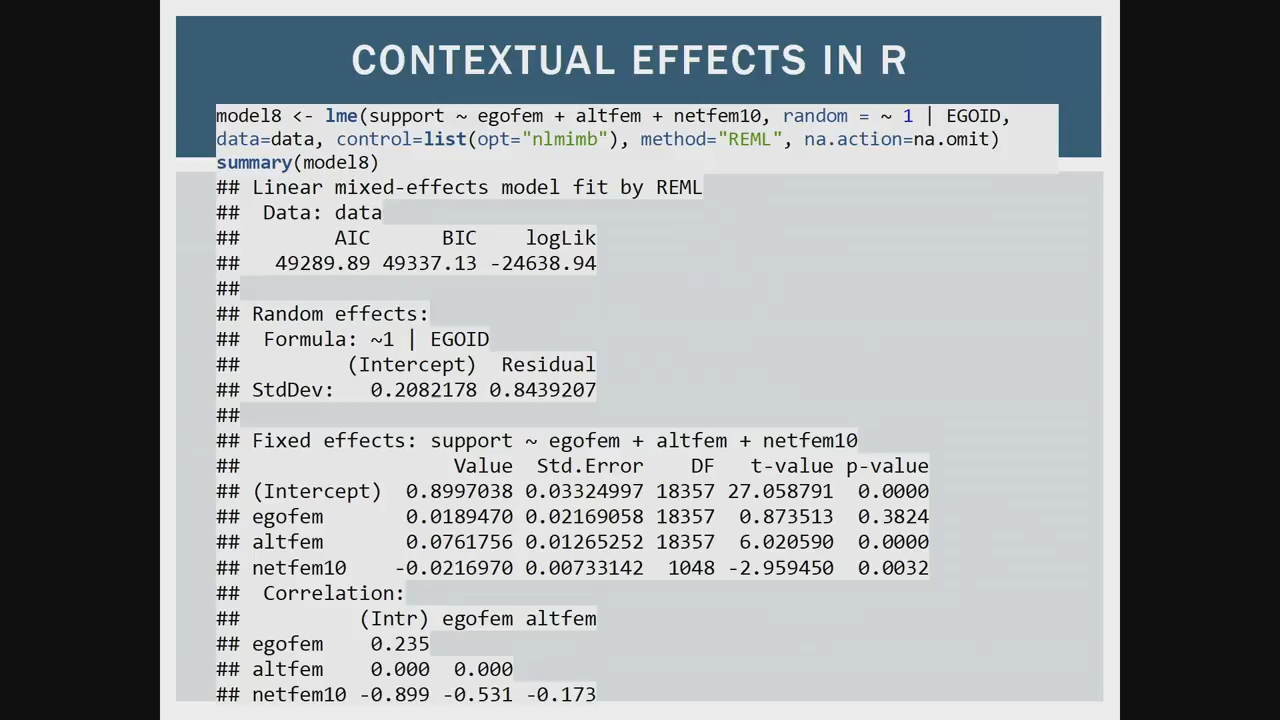 CONTEXTUAL EFFECTS IN R
model8 <- lme(support ~ egofem + altfem + netfem10, random = ~ 1 | EGOID,
data=data, control=list(opt="nlmimb"), method="REML", na.action=na.omit)
summary(model8)
## Linear mixed-effects model fit by REML
##  Data: data
##        AIC      BIC    logLik
##   49289.89 49337.13 -24638.94
##
## Random effects:
##  Formula: ~1 | EGOID
##         (Intercept)  Residual
## StdDev:   0.2082178 0.8439207
##
## Fixed effects: support ~ egofem + altfem + netfem10
##                  Value  Std.Error    DF   t-value p-value
## (Intercept)  0.8997038 0.03324997 18357 27.058791  0.0000
## egofem       0.0189470 0.02169058 18357  0.873513  0.3824
## altfem       0.0761756 0.01265252 18357  6.020590  0.0000
## netfem10    -0.0216970 0.00733142  1048 -2.959450  0.0032
##  Correlation:
##          (Intr) egofem altfem
## egofem    0.235
## altfem    0.000  0.000
## netfem10 -0.899 -0.531 -0.173